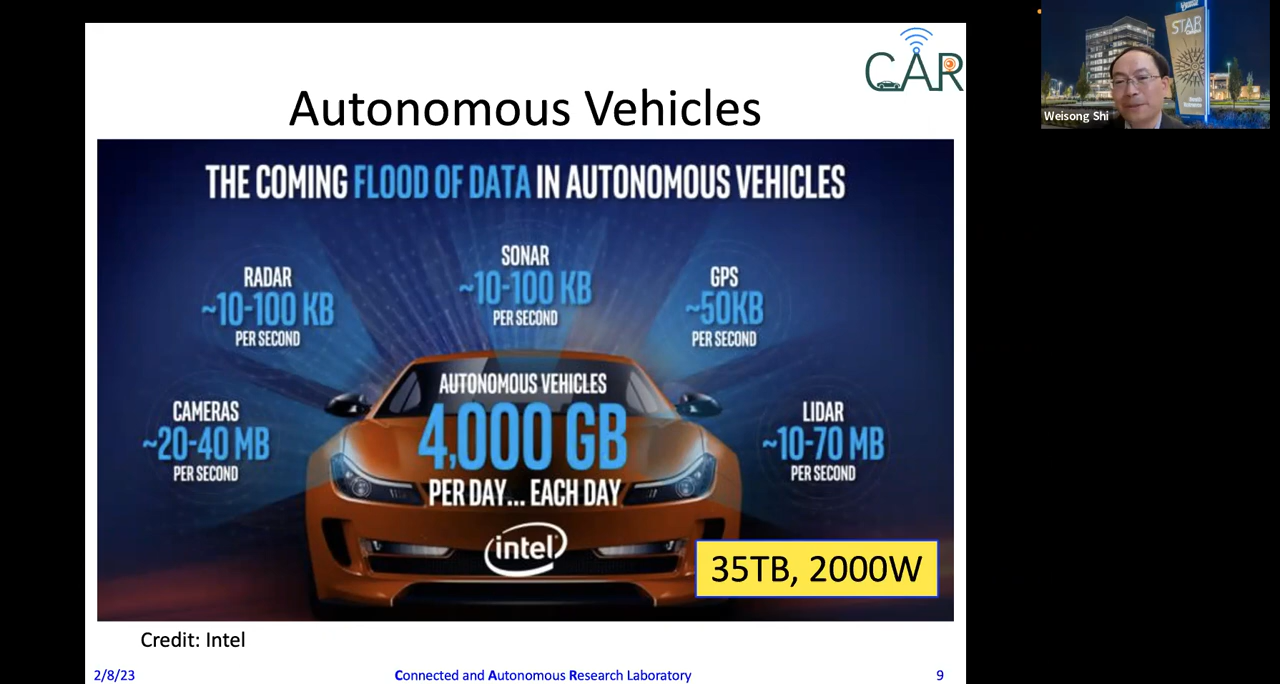 CAR
Autonomous Vehicles
THE COMING FLOOD OF DATA IN AUTONOMOUS VEHICLES
SONAR
~10-100 KB
PER SECOND
RADAR
~10-100 KB
PER SECOND
GPS
~50KB
PER SECOND
CAMERAS
~20-40 MB
PER SECOND
AUTONOMOUS VEHICLES
4,000 GB
PER DAY... EACH DAY
LIDAR
~10-70 MB
PER SECOND
intel
35TB, 2000W
Credit: Intel
2/8/23
Connected and Autonomous Research Laboratory
9
STAR
Weisong Shi